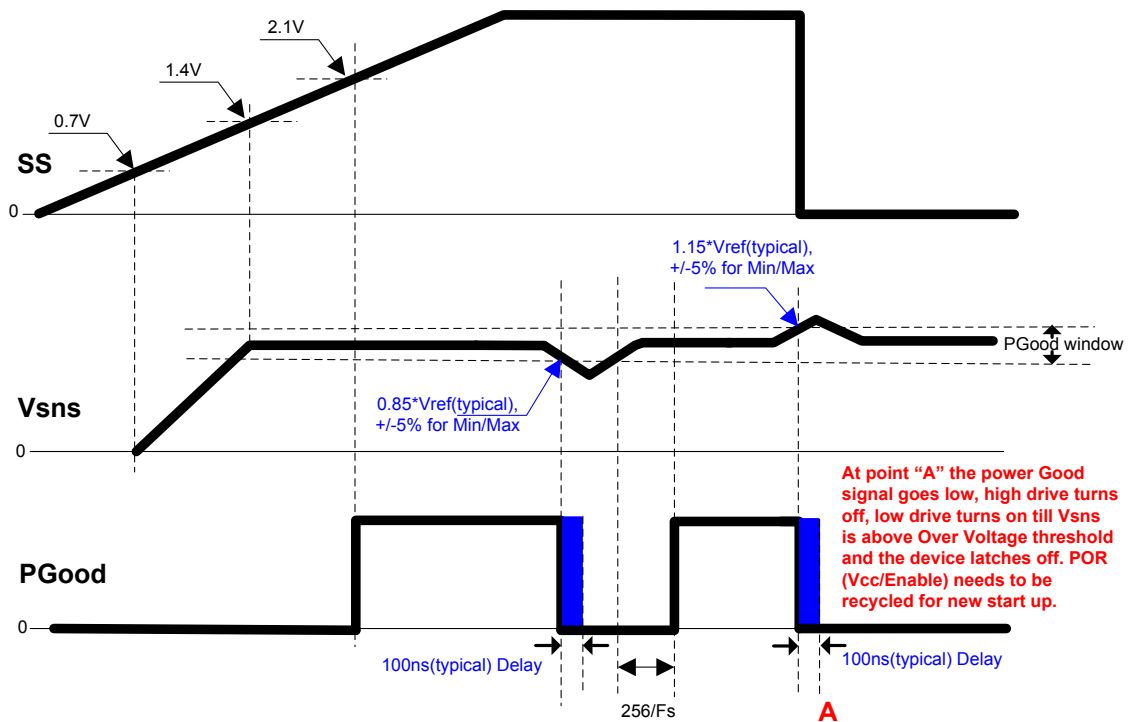 2.1V
1.4V
0.7V
SS
0
1.15*Vref(typical),
+/-5% for Min/Max
PGood window
0.85*Vref(typical),
+/-5% for Min/Max
Vsns
0
At point “A” the power Good
signal goes low, high drive turns
off, low drive turns on till Vsns
is above Over Voltage threshold
and the device latches off. POR
(Vcc/Enable) needs to be
recycled for new start up.
PGood
0
100ns(typical) Delay
100ns(typical) Delay
256/Fs
A